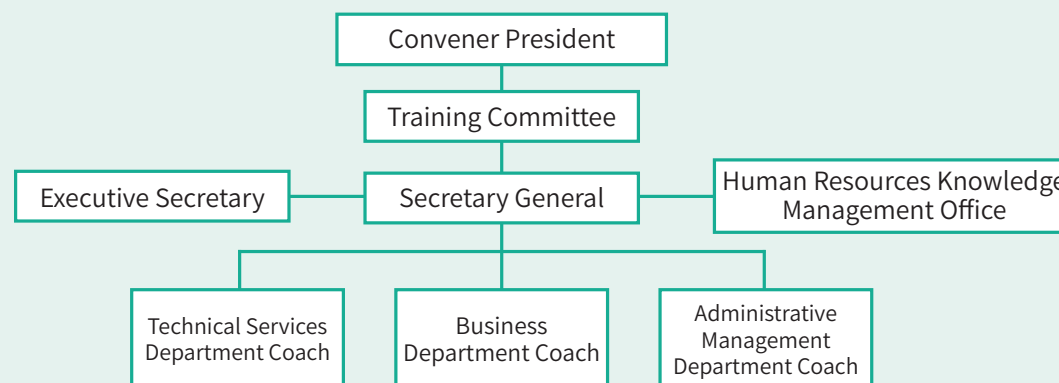 Convener President
Training Committee
Executive Secretary
Secretary General
Human Resources Knowledge
Management Office
Technical Services
Department Coach
Business
Department Coach
Administrative
Management
Department Coach